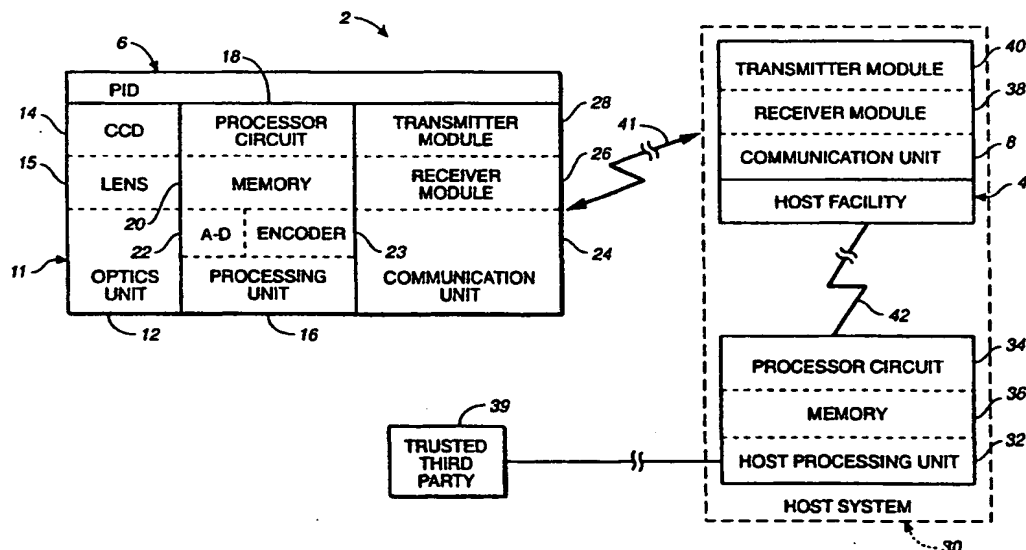 2
6
PID
18
14
CCD
PROCESSOR CIRCUIT
TRANSMITTER MODULE
28
15
LENS
MEMORY
RECEIVER MODULE
26
20
22
A-D
ENCODER
23
24
11
OPTICS UNIT
PROCESSING UNIT
COMMUNICATION UNIT
12
16
41
TRANSMITTER MODULE
40
RECEIVER MODULE
38
COMMUNICATION UNIT
8
HOST FACILITY
4
42
PROCESSOR CIRCUIT
34
MEMORY
36
HOST PROCESSING UNIT
32
HOST SYSTEM
30
39
TRUSTED
THIRD
PARTY